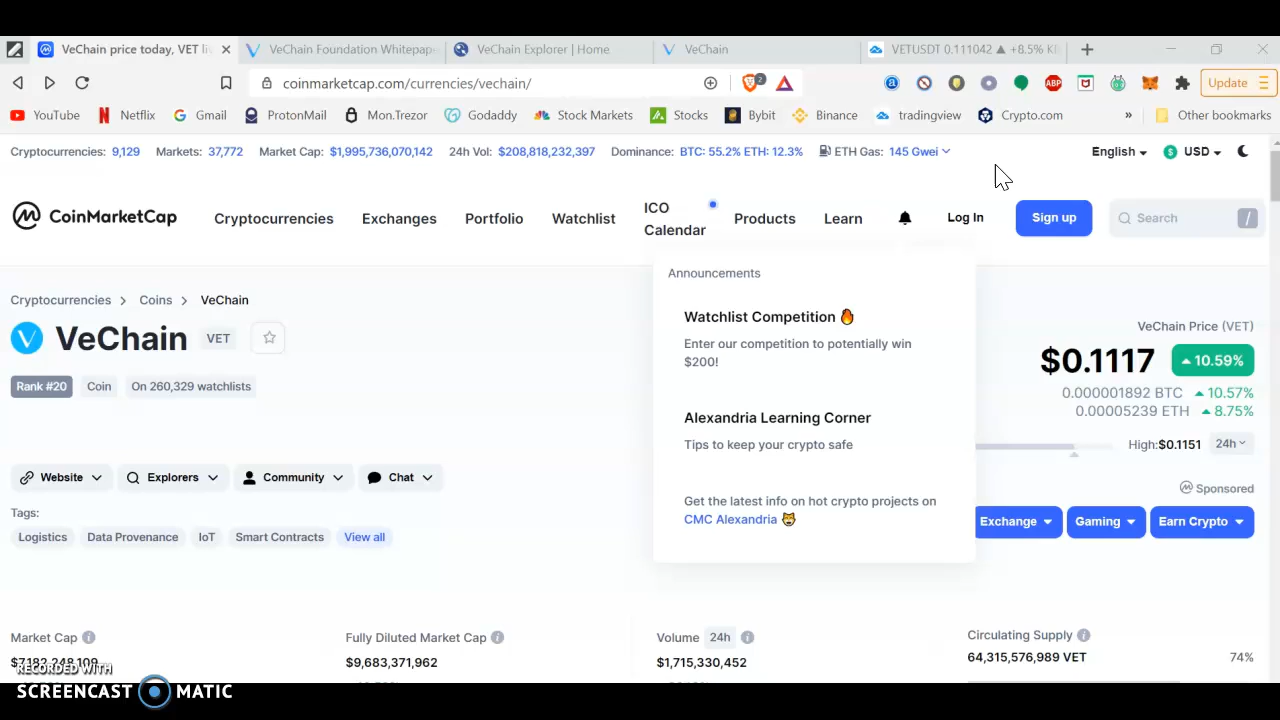 VeChain price today, VET li
VeChain Foundation Whitepape
VeChain Explorer | Home
VeChain
VETUSDT 0.111042 ▲ +8.5% K
coinmarketcap.com/currencies/vechain/
2
ABP
Update
YouTube
Netflix
Gmail
ProtonMail
Mon.Trezor
Godaddy
Stock Markets
Stocks
Bybit
Binance
tradingview
Crypto.com
»
Other bookmarks
Cryptocurrencies: 9,129
Markets: 37,772
Market Cap: $1,995,736,070,142
24h Vol: $208,818,232,397
Dominance: BTC: 55.2% ETH: 12.3%
ETH Gas: 145 Gwei
English
USD
CoinMarketCap
Cryptocurrencies
Exchanges
Portfolio
Watchlist
ICO
Calendar
Products
Learn
Log In
Sign up
Search
/
Announcements
Watchlist Competition 🔥
Enter our competition to potentially win
$200!
Alexandria Learning Corner
Tips to keep your crypto safe
Get the latest info on hot crypto projects on
CMC Alexandria
Cryptocurrencies > Coins > VeChain
VeChain VET
Rank #20
Coin
On 260,329 watchlists
VeChain Price (VET)
$0.1117
10.59%
0.000001892 BTC 10.57%
0.00005239 ETH 8.75%
High: $0.1151
24h
Website
Explorers
Community
Chat
Sponsored
Exchange
Gaming
Earn Crypto
Tags:
Logistics
Data Provenance
IoT
Smart Contracts
View all
Market Cap
Fully Diluted Market Cap
$9,683,371,962
Volume 24h
$1,715,330,452
Circulating Supply
64,315,576,989 VET
74%
RECORDED WITH
SCREENCAST MATIC